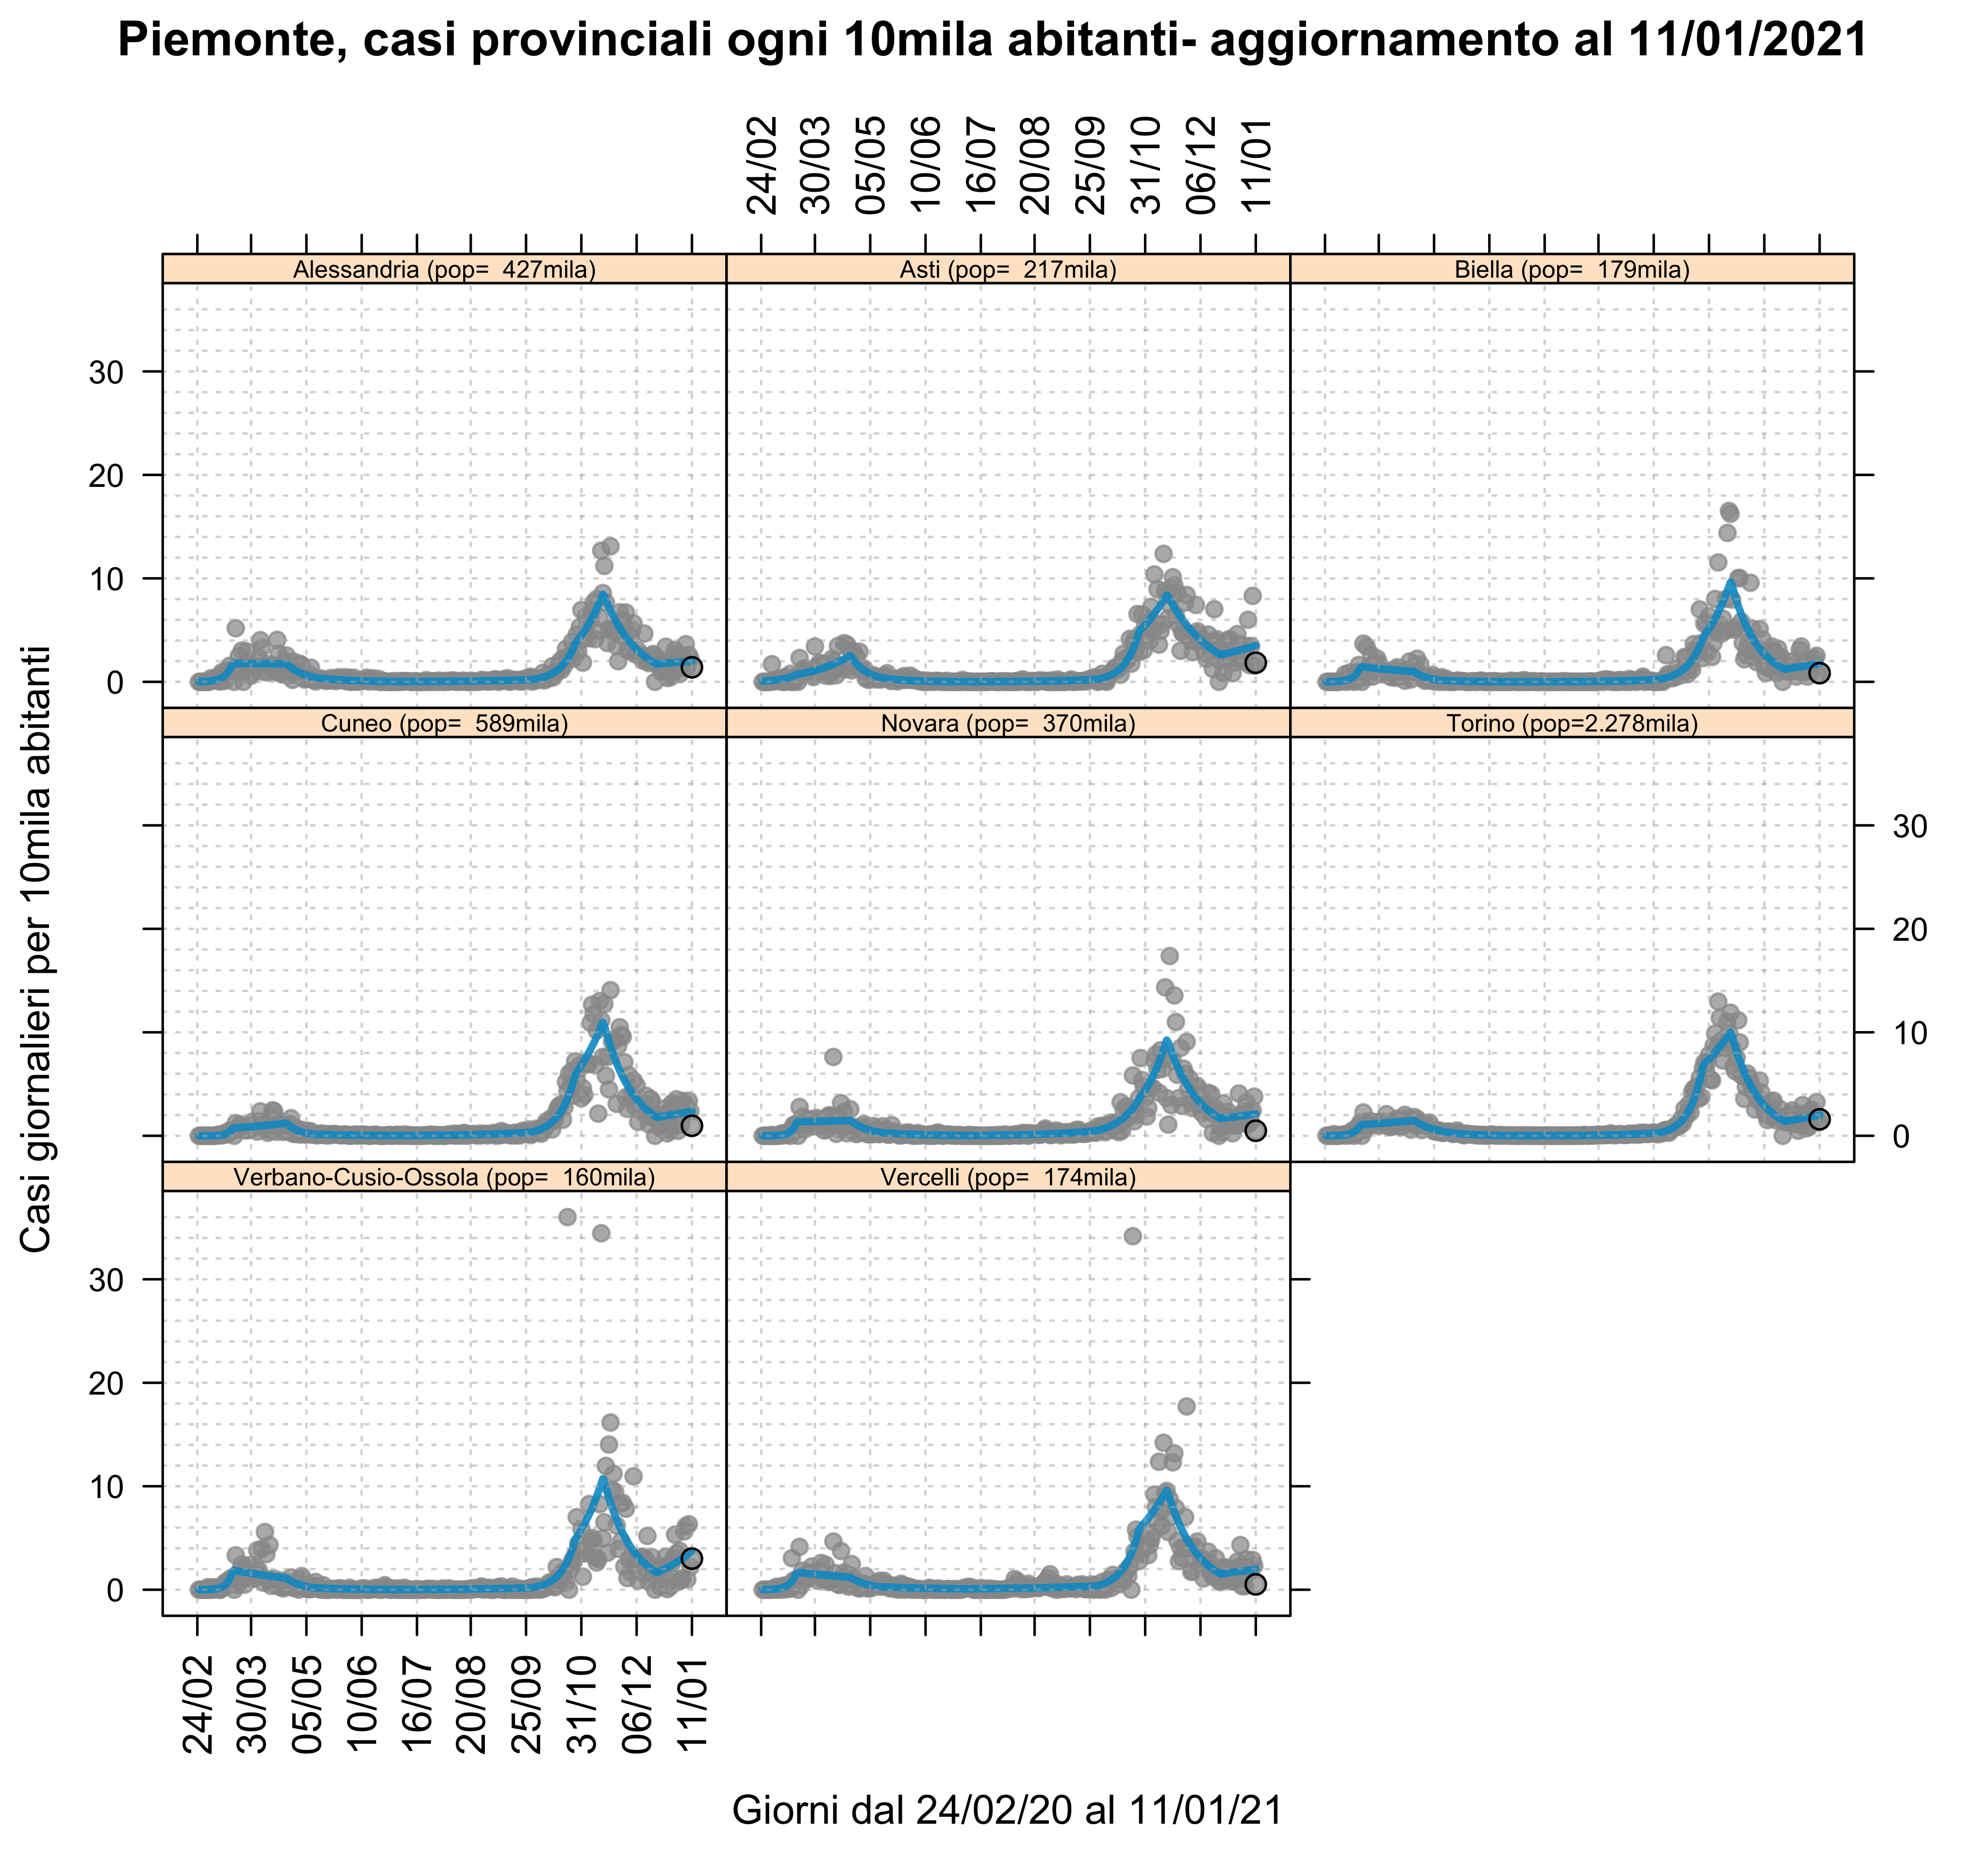 Piemonte, casi provinciali ogni 10mila abitanti- aggiornamento al 11/01/2021
24/02 30/03 05/05 10/06 16/07 20/08 25/09 31/10 06/12 11/01
Alessandria (pop=  427mila)
Asti (pop=  217mila)
Biella (pop=  179mila)
30
20
10
0
Cuneo (pop=  589mila)
Novara (pop=  370mila)
Torino (pop=2.278mila)
30
20
10
0
Casi giornalieri per 10mila abitanti
Verbano-Cusio-Ossola (pop=  160mila)
Vercelli (pop=  174mila)
30
20
10
0
24/02 30/03 05/05 10/06 16/07 20/08 25/09 31/10 06/12 11/01
Giorni dal 24/02/20 al 11/01/21